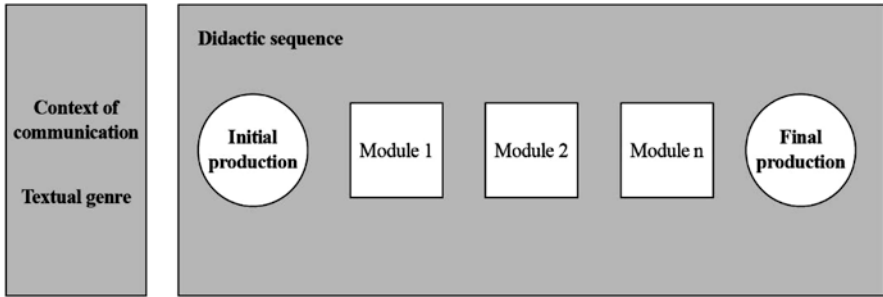 Context of
communication
Textual genre
Didactic sequence
Initial
production
Module 1
Module 2
Module n
Final
production